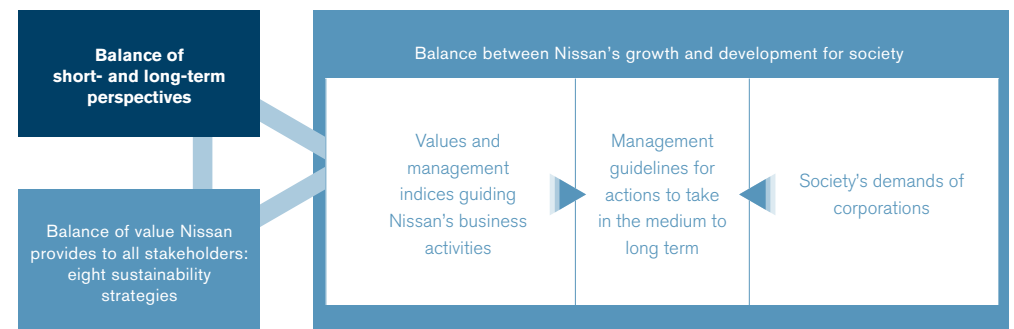 Balance of
short- and long-term
perspectives
Balance of value Nissan
provides to all stakeholders:
eight sustainability
strategies
Balance between Nissan's growth and development for society
Values and
management
indices guiding
Nissan's business
activities
Management
guidelines for
actions to take
in the medium to
long term
Society's demands of
corporations